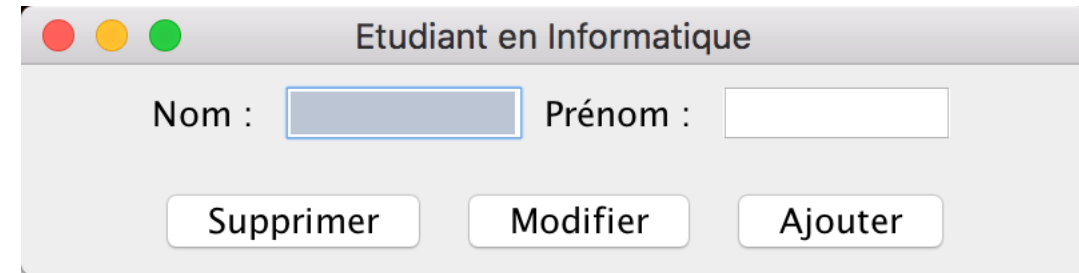 Etudiant en Informatique
Nom : Prénom :
Supprimer Modifier Ajouter